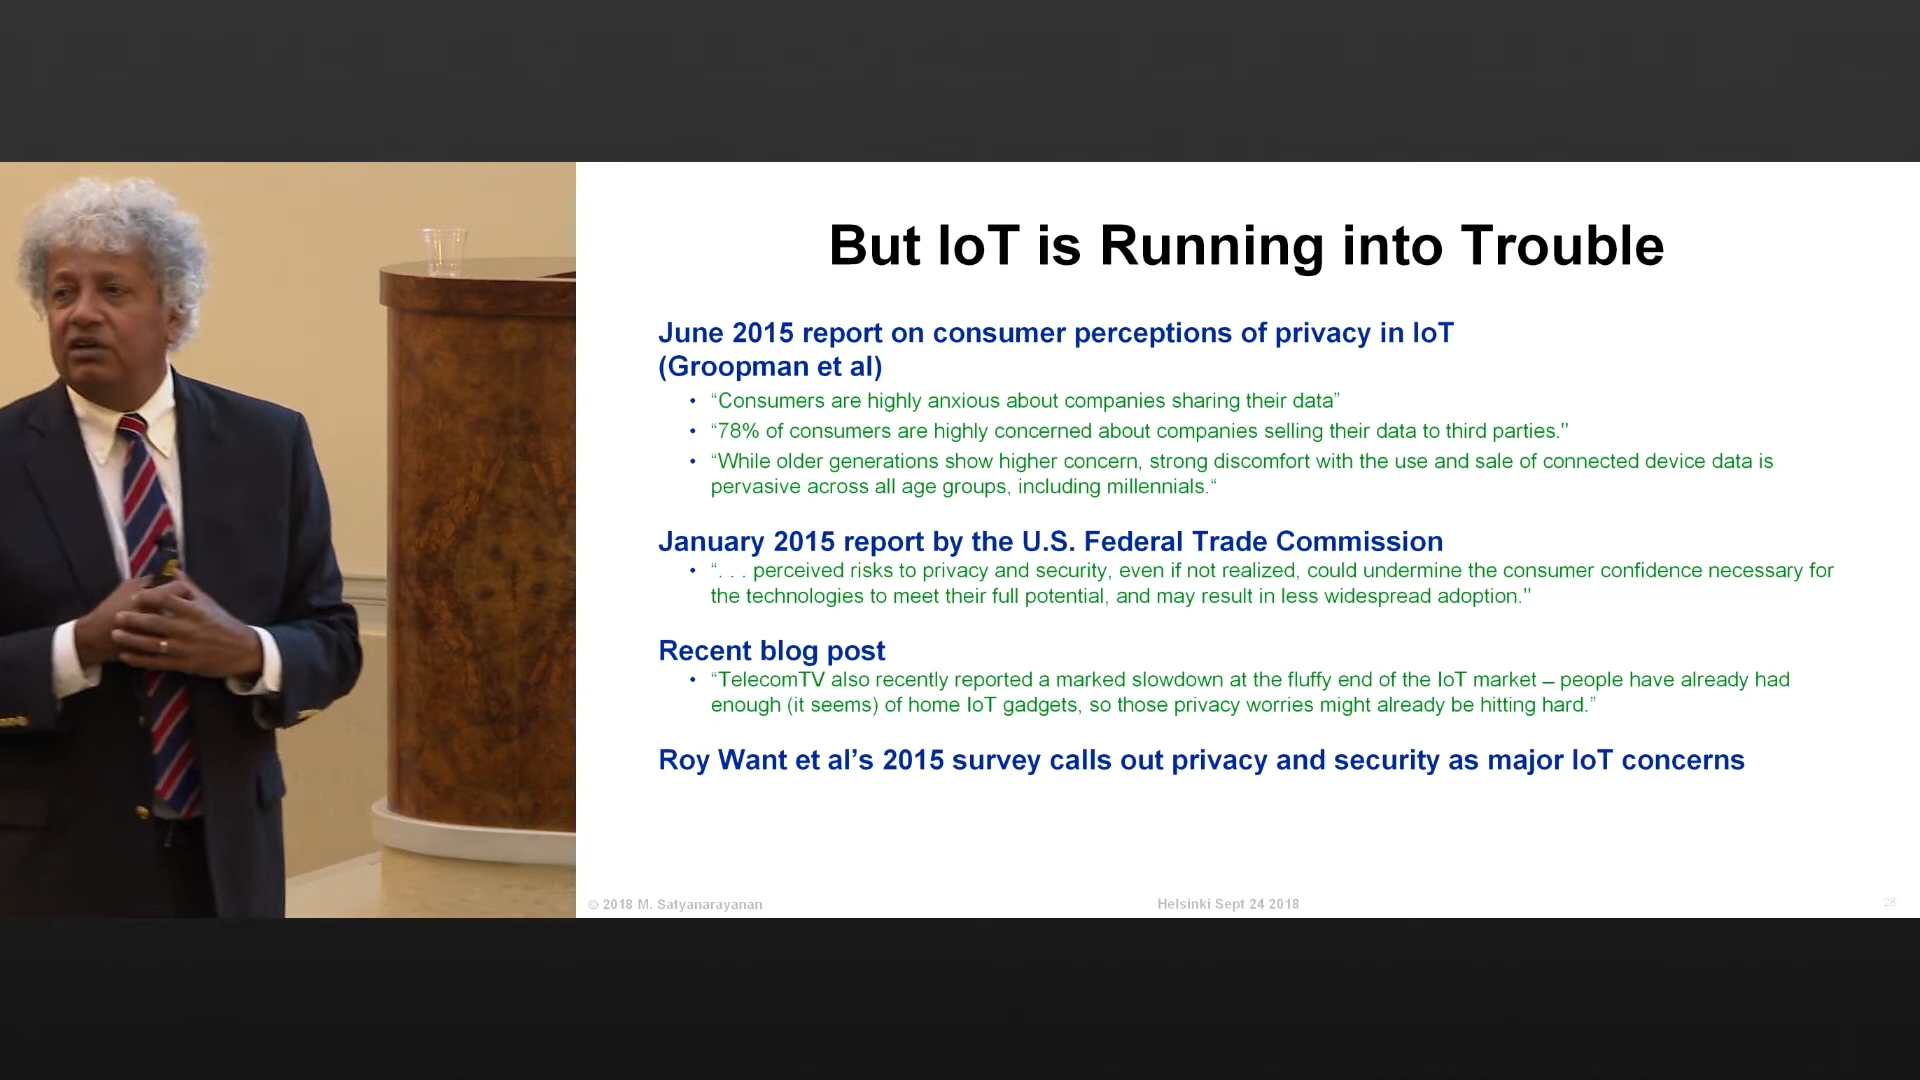 But IoT is Running into Trouble
June 2015 report on consumer perceptions of privacy in IoT
(Groopman et al)
• “Consumers are highly anxious about companies sharing their data”
• “78% of consumers are highly concerned about companies selling their data to third parties."
• “While older generations show higher concern, strong discomfort with the use and sale of connected device data is
pervasive across all age groups, including millennials.“
January 2015 report by the U.S. Federal Trade Commission
• “. . . perceived risks to privacy and security, even if not realized, could undermine the consumer confidence necessary for
the technologies to meet their full potential, and may result in less widespread adoption."
Recent blog post
• “TelecomTV also recently reported a marked slowdown at the fluffy end of the IoT market – people have already had
enough (it seems) of home IoT gadgets, so those privacy worries might already be hitting hard.”
Roy Want et al’s 2015 survey calls out privacy and security as major IoT concerns
© 2018 M. Satyanarayanan
Helsinki Sept 24 2018
28